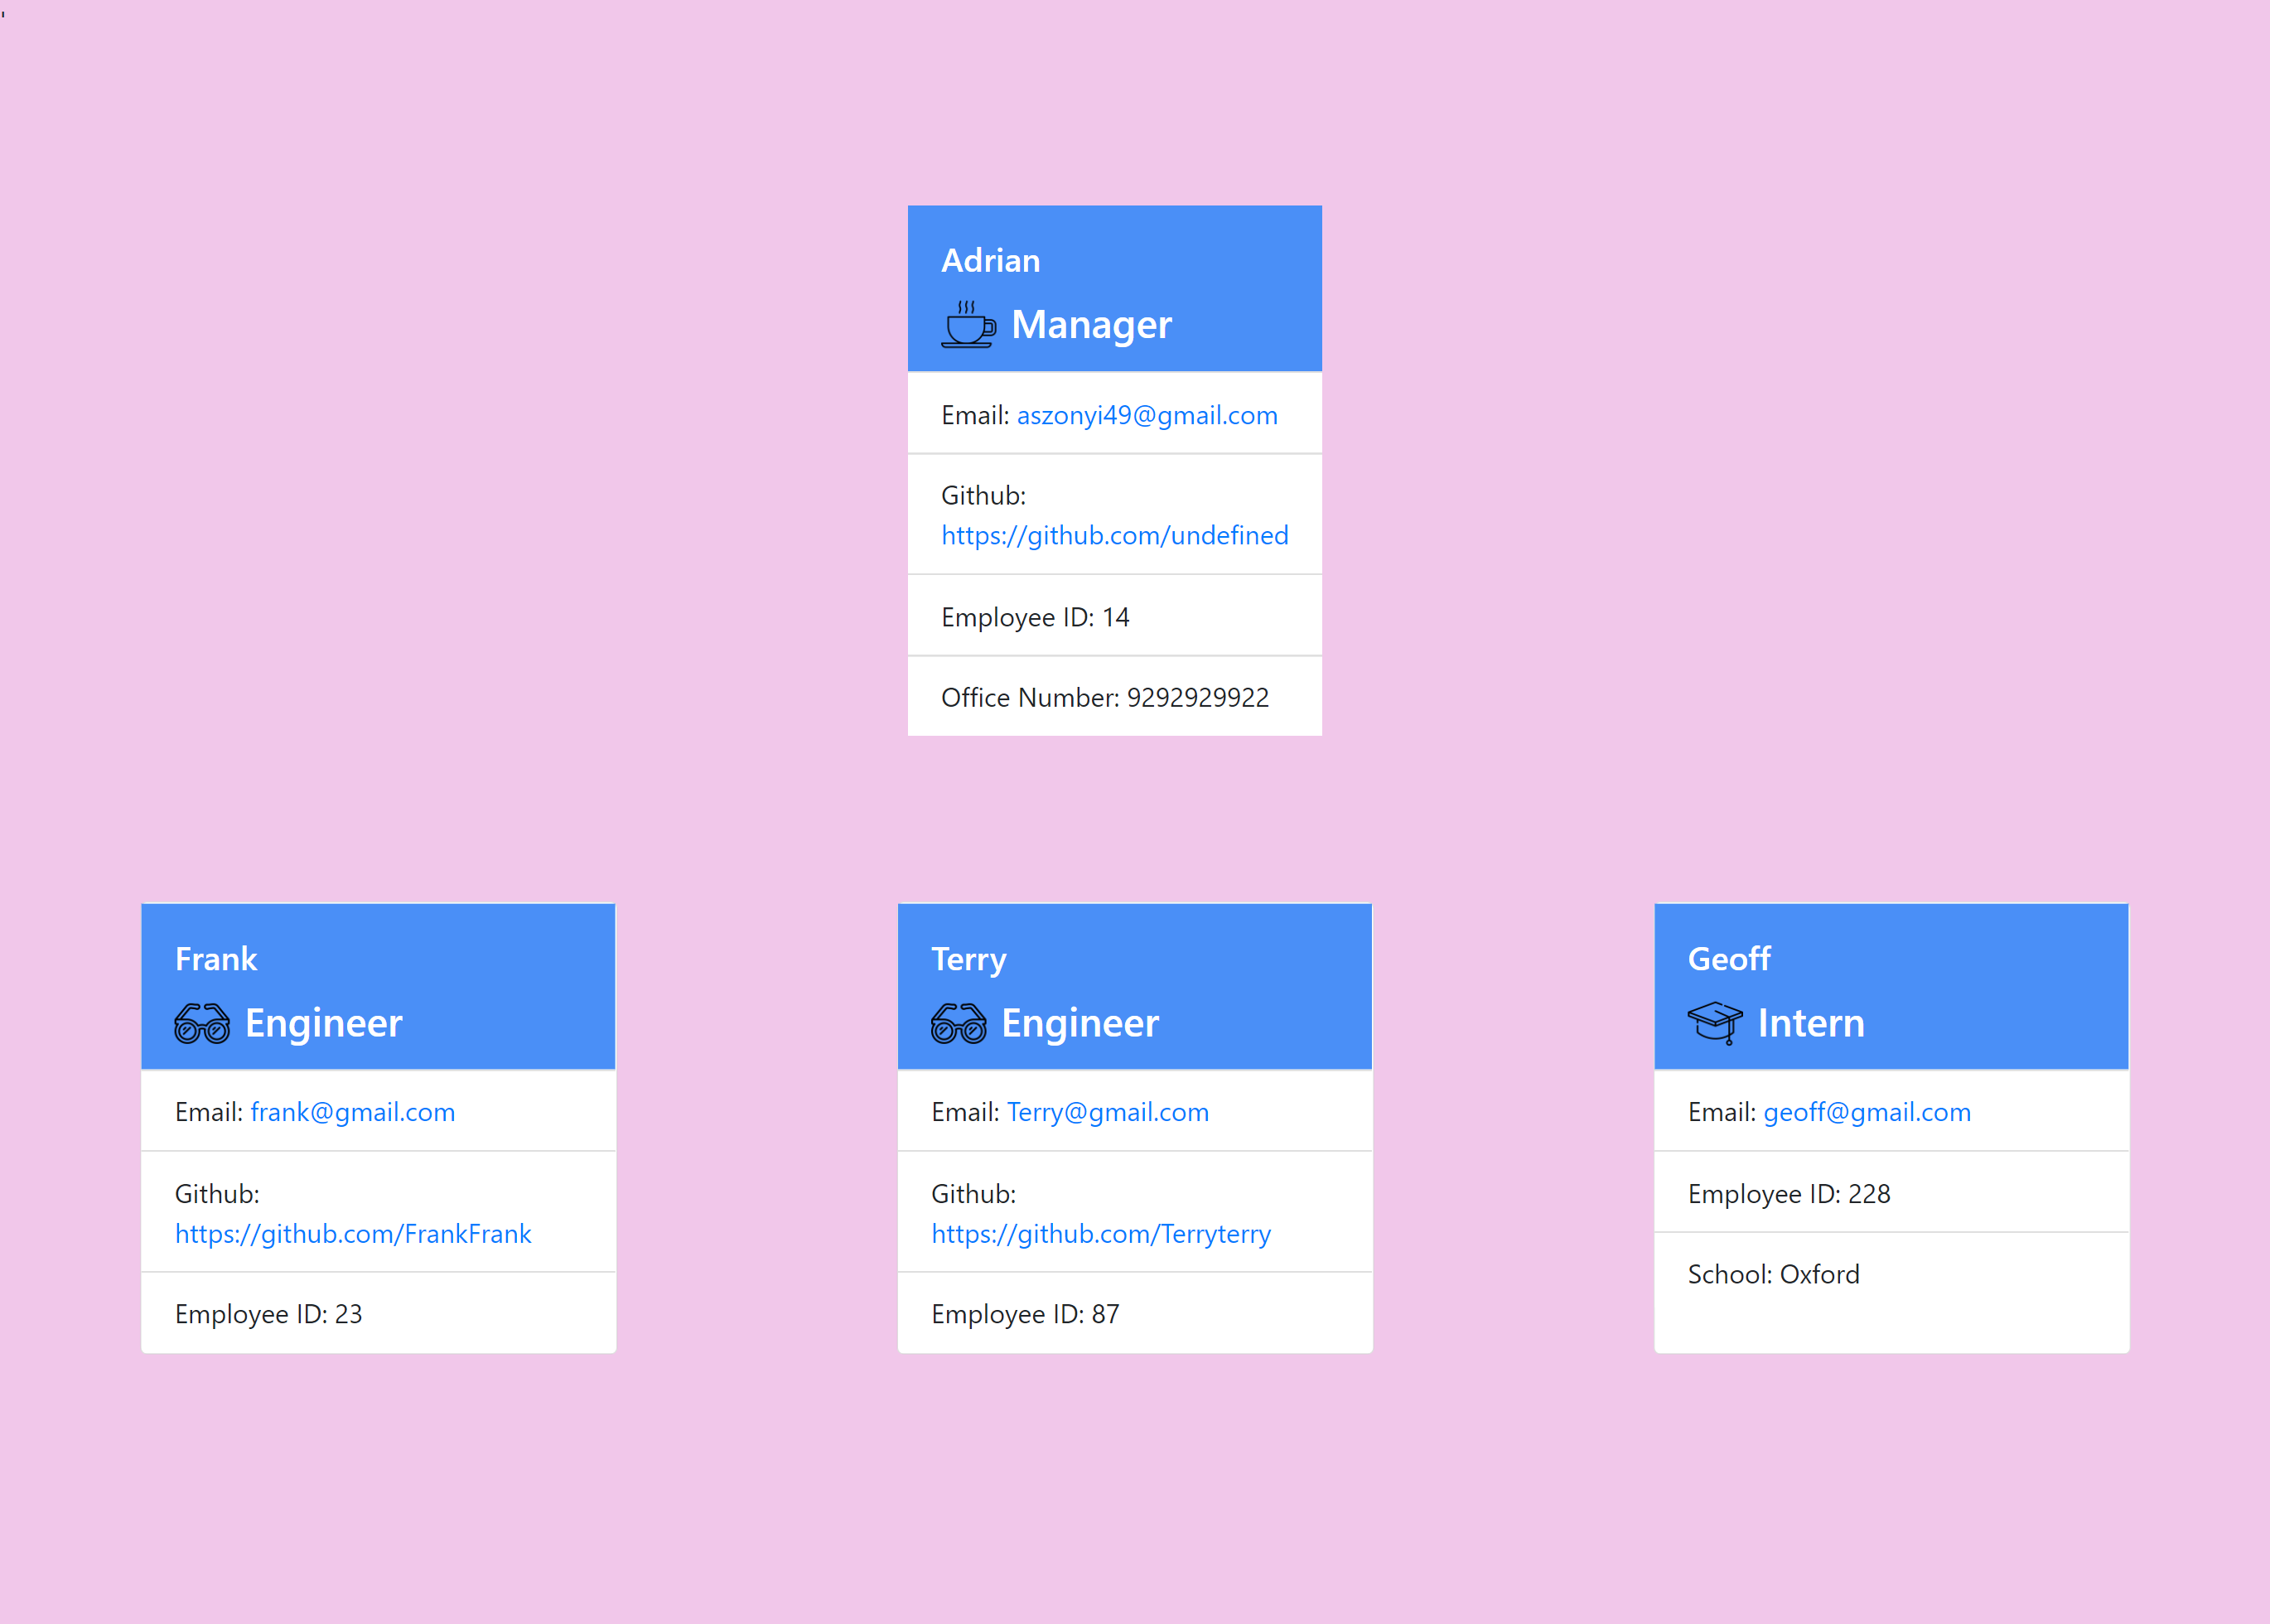 '
Adrian
Manager
Email: aszonyi49@gmail.com
Github:
https://github.com/undefined
Employee ID: 14
Office Number: 9292929922
Frank
Engineer
Email: frank@gmail.com
Github:
https://github.com/FrankFrank
Employee ID: 23
Terry
Engineer
Email: Terry@gmail.com
Github:
https://github.com/Terryterry
Employee ID: 87
Geoff
Intern
Email: geoff@gmail.com
Employee ID: 228
School: Oxford